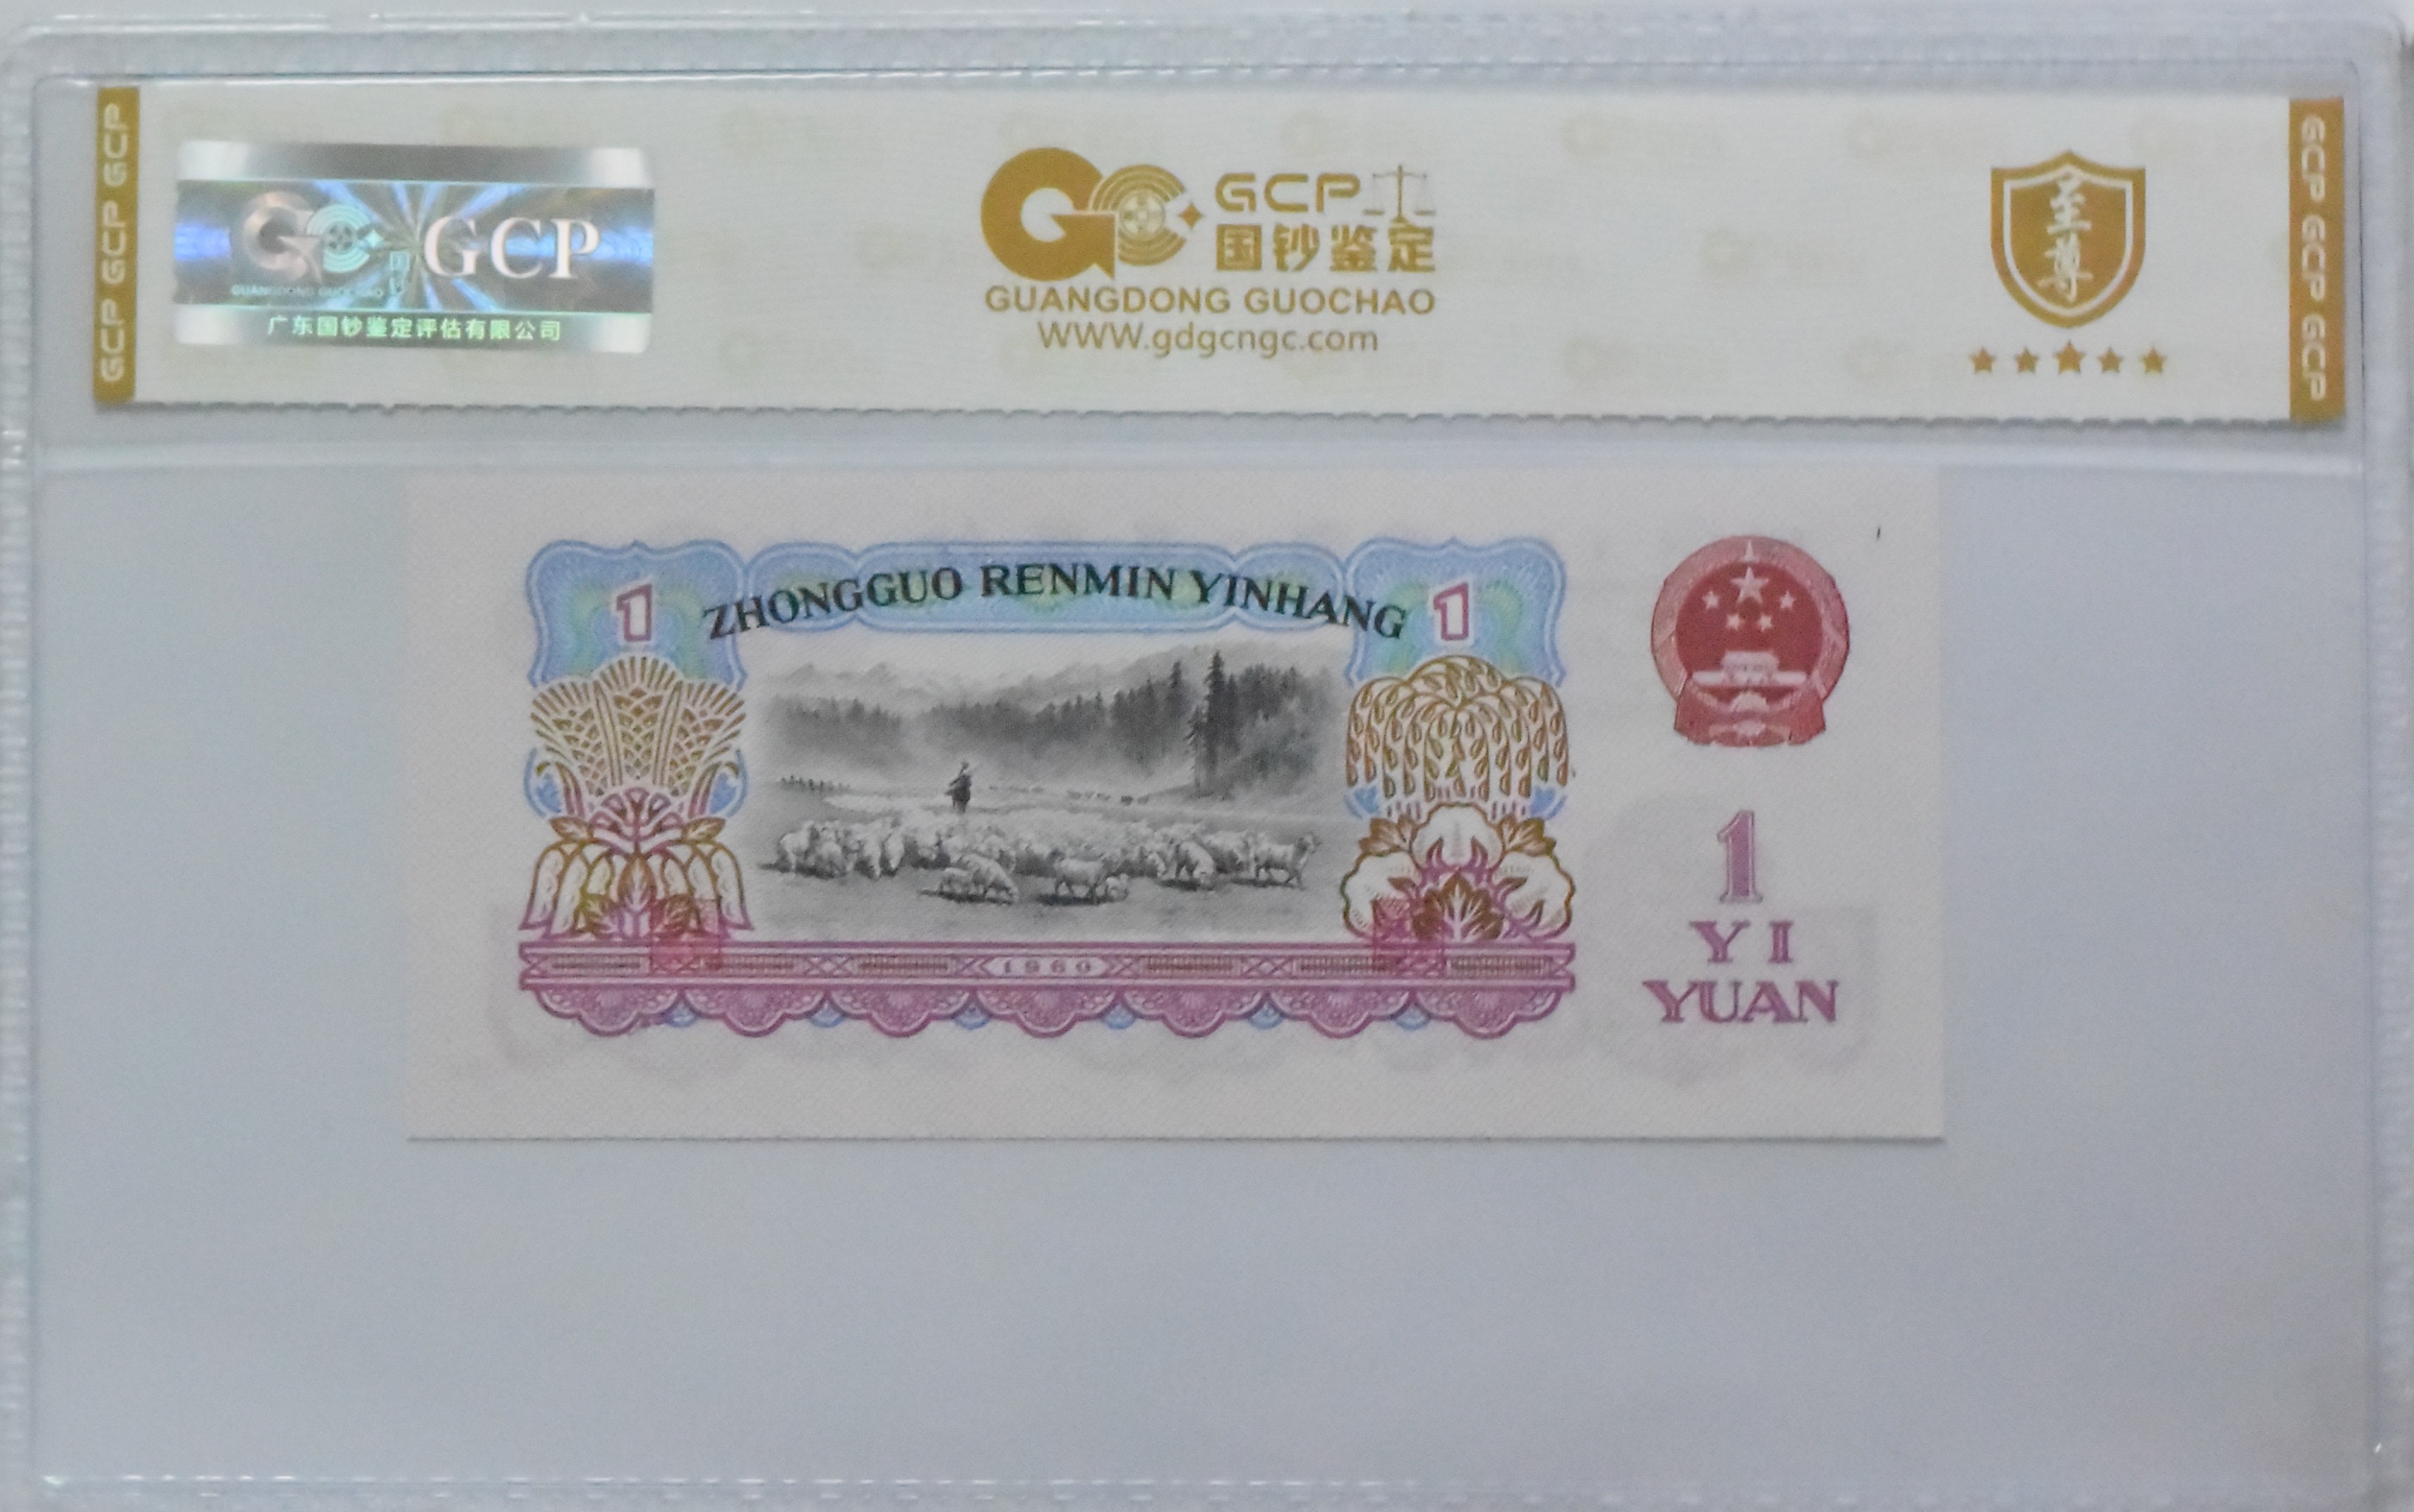 GCP GCP GCP
GCP
国钞
GUANGDONG GUOCHAO
广东国钞鉴定评估有限公司
GCP
国钞鉴定
GUANGDONG GUOCHAO
WWW.gdgcngc.com
至尊
GCP GCP GCP
ZHONGGUO RENMIN YINHANG
1
1
1
YI
YUAN
1960